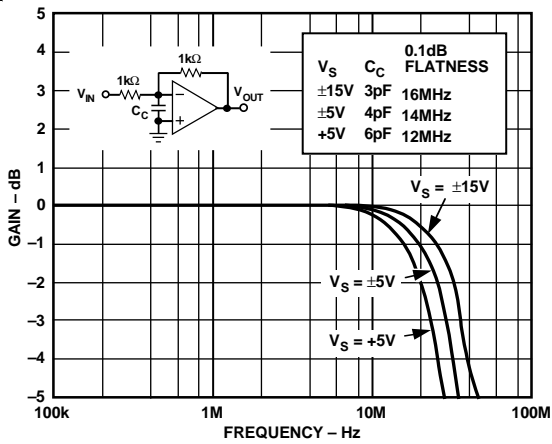 5
4
3
2
1
0
–1
–2
–3
–4
–5
GAIN – dB
1kΩ
1kΩ
V_IN
V_OUT
C_C
–
+
0.1dB
V_S C_C FLATNESS
±15V 3pF 16MHz
±5V 4pF 14MHz
+5V 6pF 12MHz
V_S = ±15V
V_S = ±5V
V_S = +5V
100k 1M 10M 100M
FREQUENCY – Hz